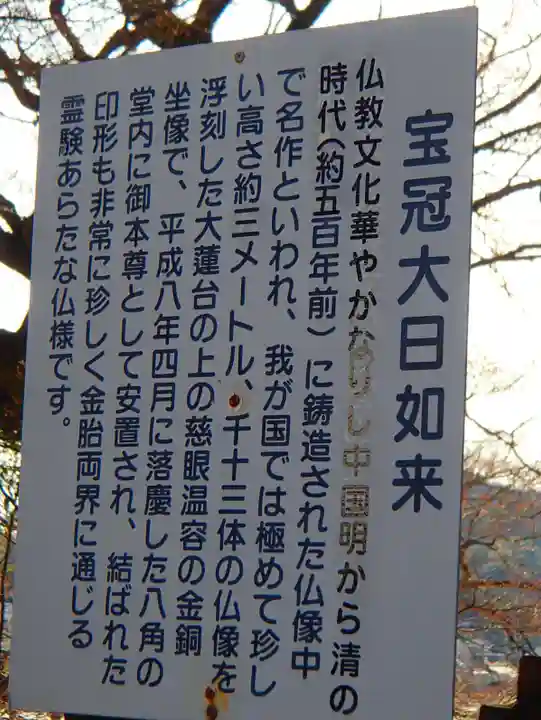 宝冠大日如来
仏教文化華やかなりし中国明から清の
時代(約五百年前)に鋳造された仏像中
で名作といわれ、我が国では極めて珍し
い高さ約三メートル、千十三体の仏像を
浮刻した大蓮台の上の慈眼温容の金銅
坐像で、平成八年四月に落慶した八角の
堂内に御本尊として安置され、結ばれた
印形も非常に珍しく金胎両界に通じる
霊験あらたな仏様です。